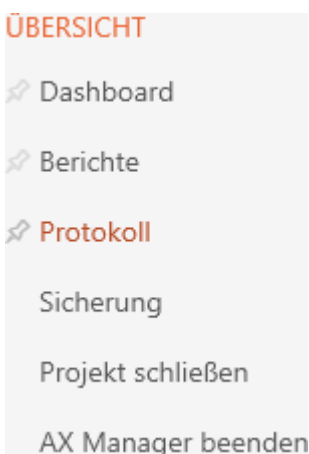 ÜBERSICHT
Dashboard
Berichte
Protokoll
Sicherung
Projekt schließen
AX Manager beenden